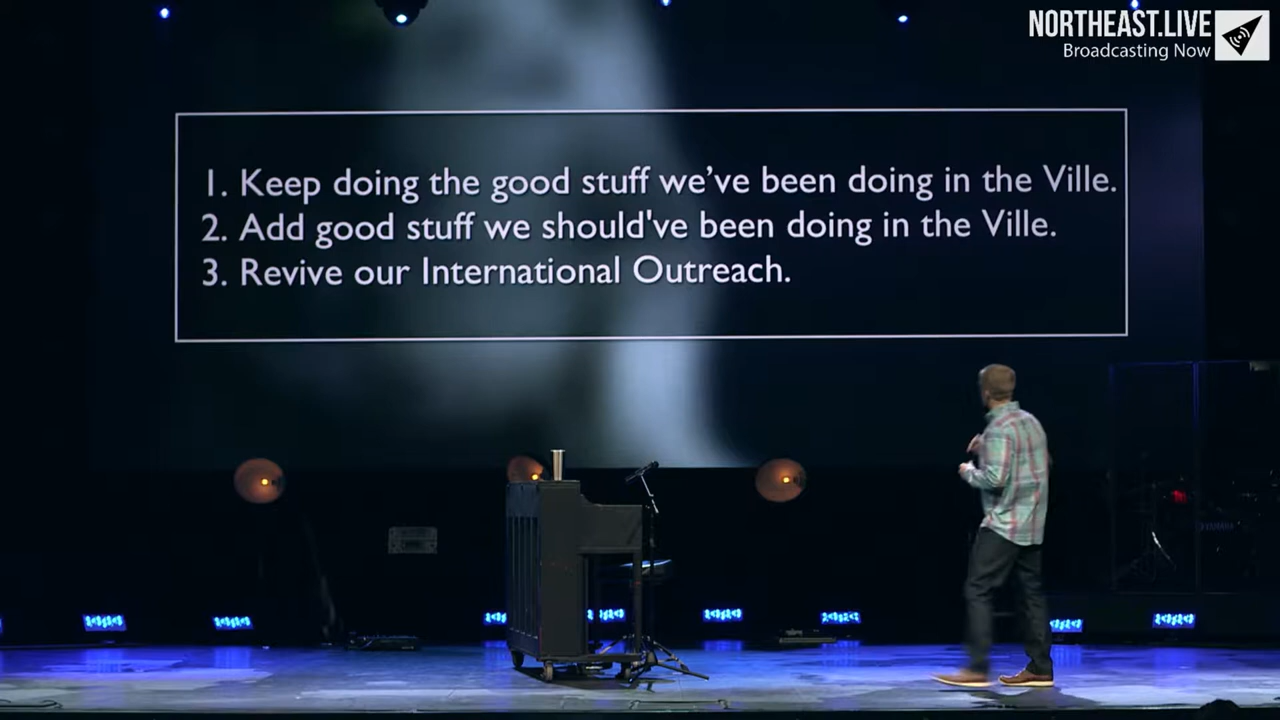 NORTHEAST.LIVE
Broadcasting Now
1. Keep doing the good stuff we’ve been doing in the Ville.
2. Add good stuff we should've been doing in the Ville.
3. Revive our International Outreach.
YAMAHA